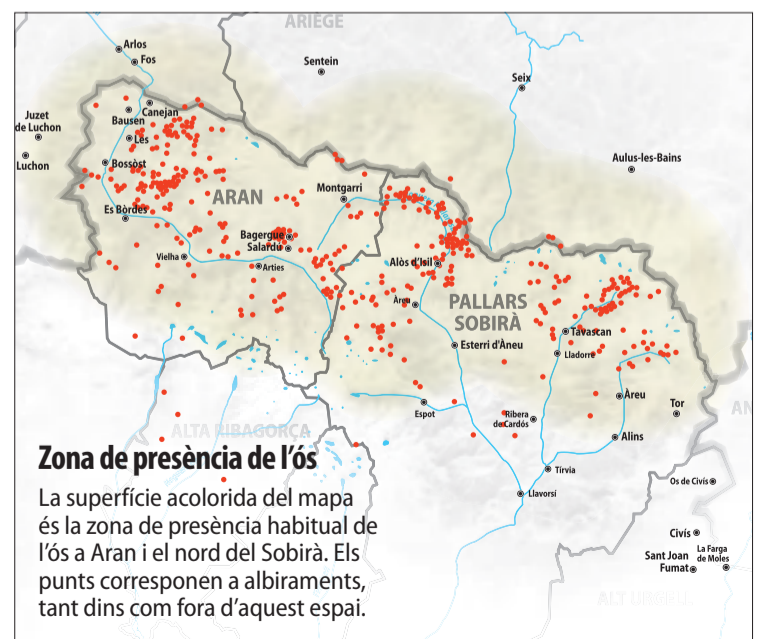 ARIÈGE
Arlos
Fos
Sentein
Seix
Juzet
de Luchon
Luchon
Canejan
Bausen
Les
Bossòst
Aulus-les-Bains
ARAN
Montgarri
Es Bòrdes
Bagergue
Salardú
Vielha
Arties
Alòs d'Isil
Àreu
PALLARS
SOBIRÀ
Esterri d'Àneu
Tavascan
Lladorre
Espot
Ribera
de Cardós
Àreu
Tor
AN
Alins
ALTA RIBAGORÇA
Tírvia
Llavorsí
Os de Civís
Civís
Sant Joan
Fumat
La Farga
de Moles
ALT URGELL
Zona de presència de l'ós
La superfície acolorida del mapa
és la zona de presència habitual de
l'ós a Aran i el nord del Sobirà. Els
punts corresponen a albiraments,
tant dins com fora d'aquest espai.